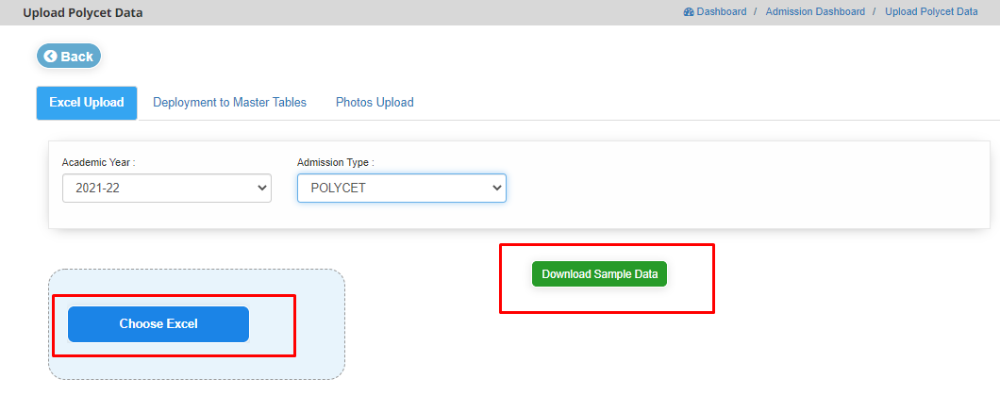 Upload Polycet Data
Dashboard / Admission Dashboard / Upload Polycet Data
Back
Excel Upload Deployment to Master Tables Photos Upload
Academic Year : Admission Type :
2021-22 POLYCET
Download Sample Data
Choose Excel